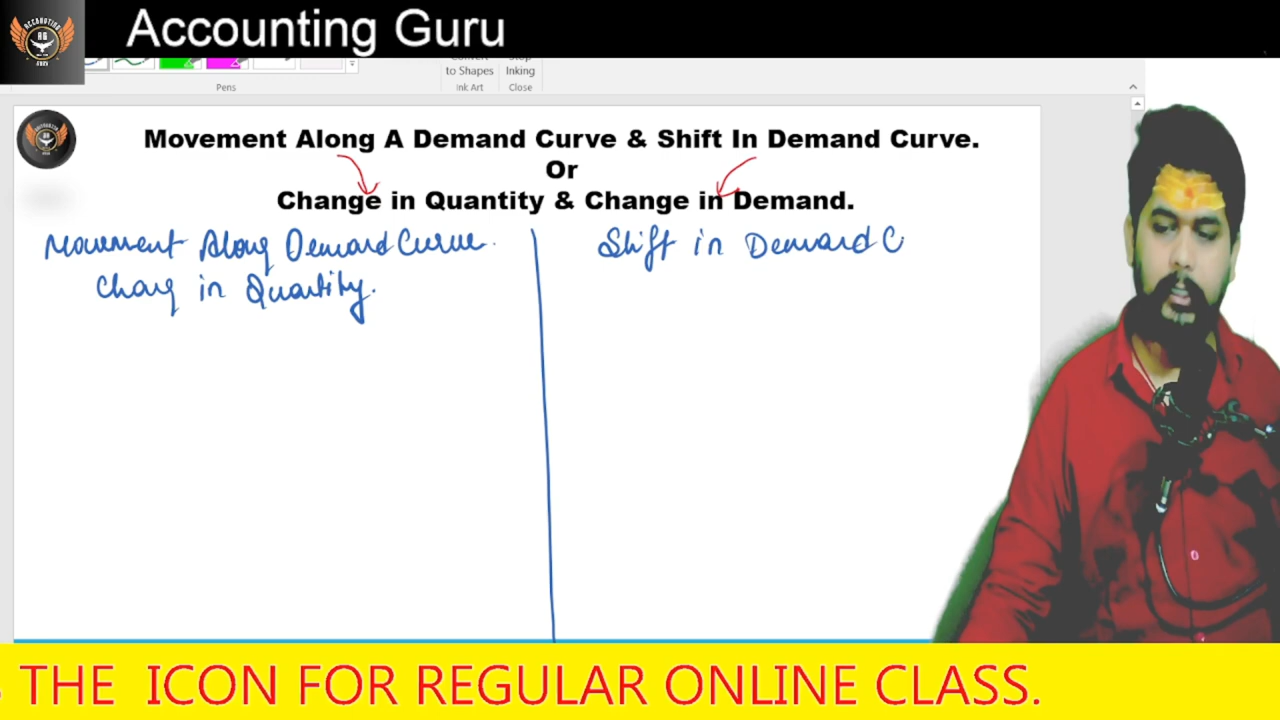 Accounting Guru
to Shapes
Inking
Pens
Ink Art
Close
Movement Along A Demand Curve & Shift In Demand Curve.
Or
Change in Quantity & Change in Demand.
Movement Along Demand Curve.
Chang in Quantity.
Shift in Demand C
THE ICON FOR REGULAR ONLINE CLASS.